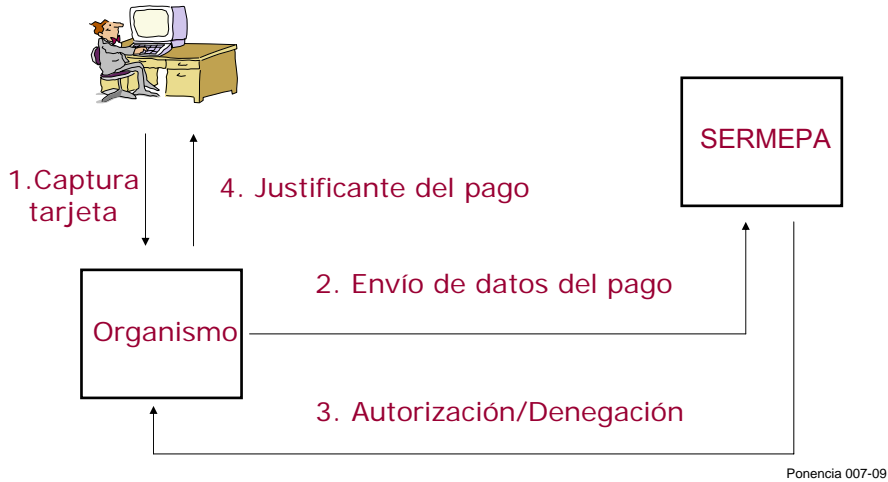 SERMEPA
1.Captura
tarjeta
4. Justificante del pago
2. Envío de datos del pago
Organismo
3. Autorización/Denegación
Ponencia 007-09